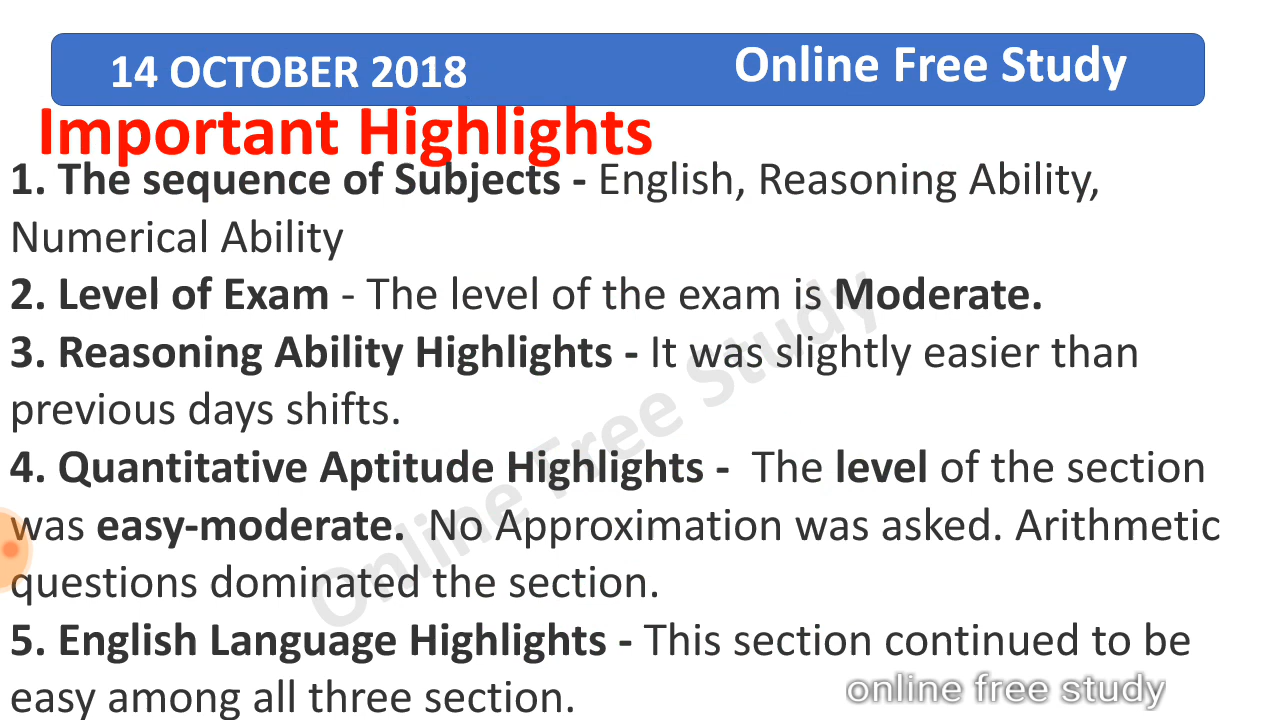 14 OCTOBER 2018
Online Free Study
Important Highlights
1. The sequence of Subjects - English, Reasoning Ability,
Numerical Ability
2. Level of Exam - The level of the exam is Moderate.
3. Reasoning Ability Highlights - It was slightly easier than
previous days shifts.
4. Quantitative Aptitude Highlights -  The level of the section
was easy-moderate.  No Approximation was asked. Arithmetic
questions dominated the section.
5. English Language Highlights - This section continued to be
easy among all three section.
Online Free Study
online free study